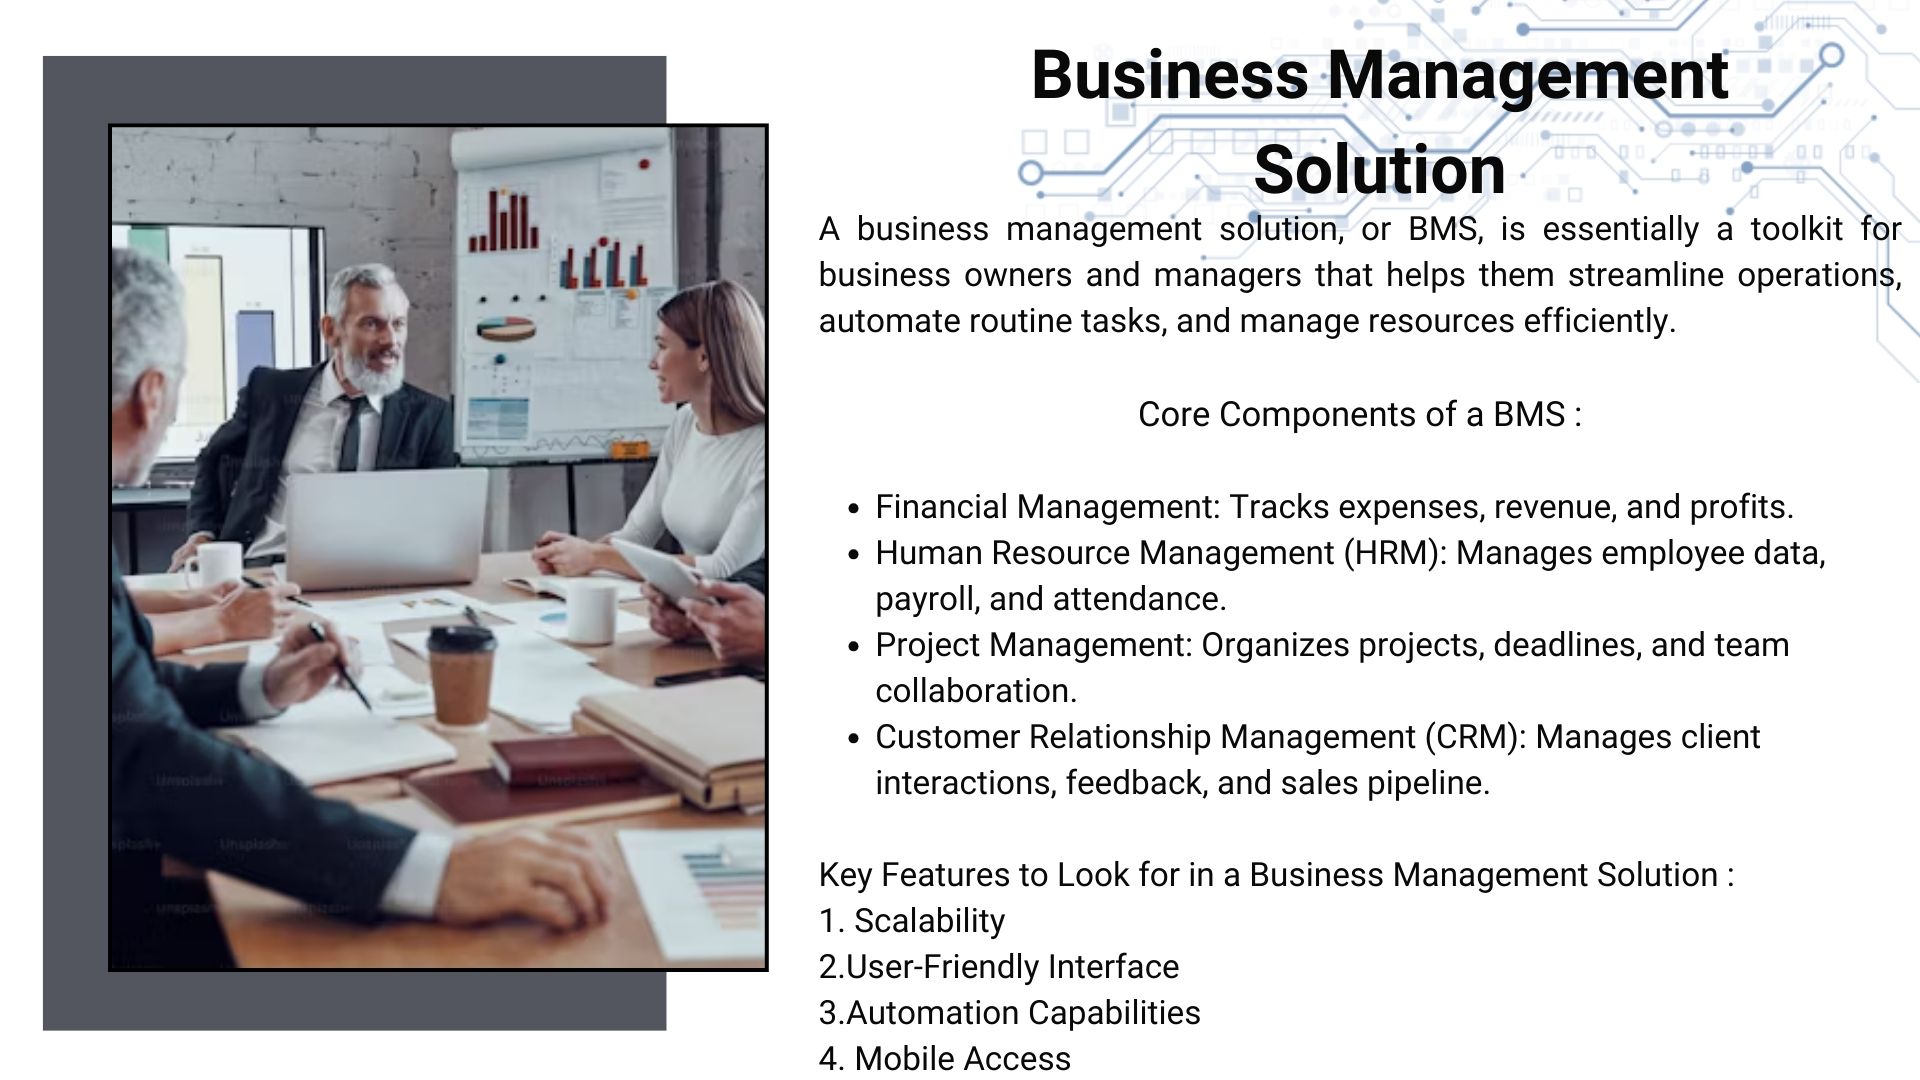 Business Management
Solution
A business management solution, or BMS, is essentially a toolkit for
business owners and managers that helps them streamline operations,
automate routine tasks, and manage resources efficiently.
Core Components of a BMS :
• Financial Management: Tracks expenses, revenue, and profits.
• Human Resource Management (HRM): Manages employee data,
payroll, and attendance.
• Project Management: Organizes projects, deadlines, and team
collaboration.
• Customer Relationship Management (CRM): Manages client
interactions, feedback, and sales pipeline.
Key Features to Look for in a Business Management Solution :
1. Scalability
2.User-Friendly Interface
3.Automation Capabilities
4. Mobile Access